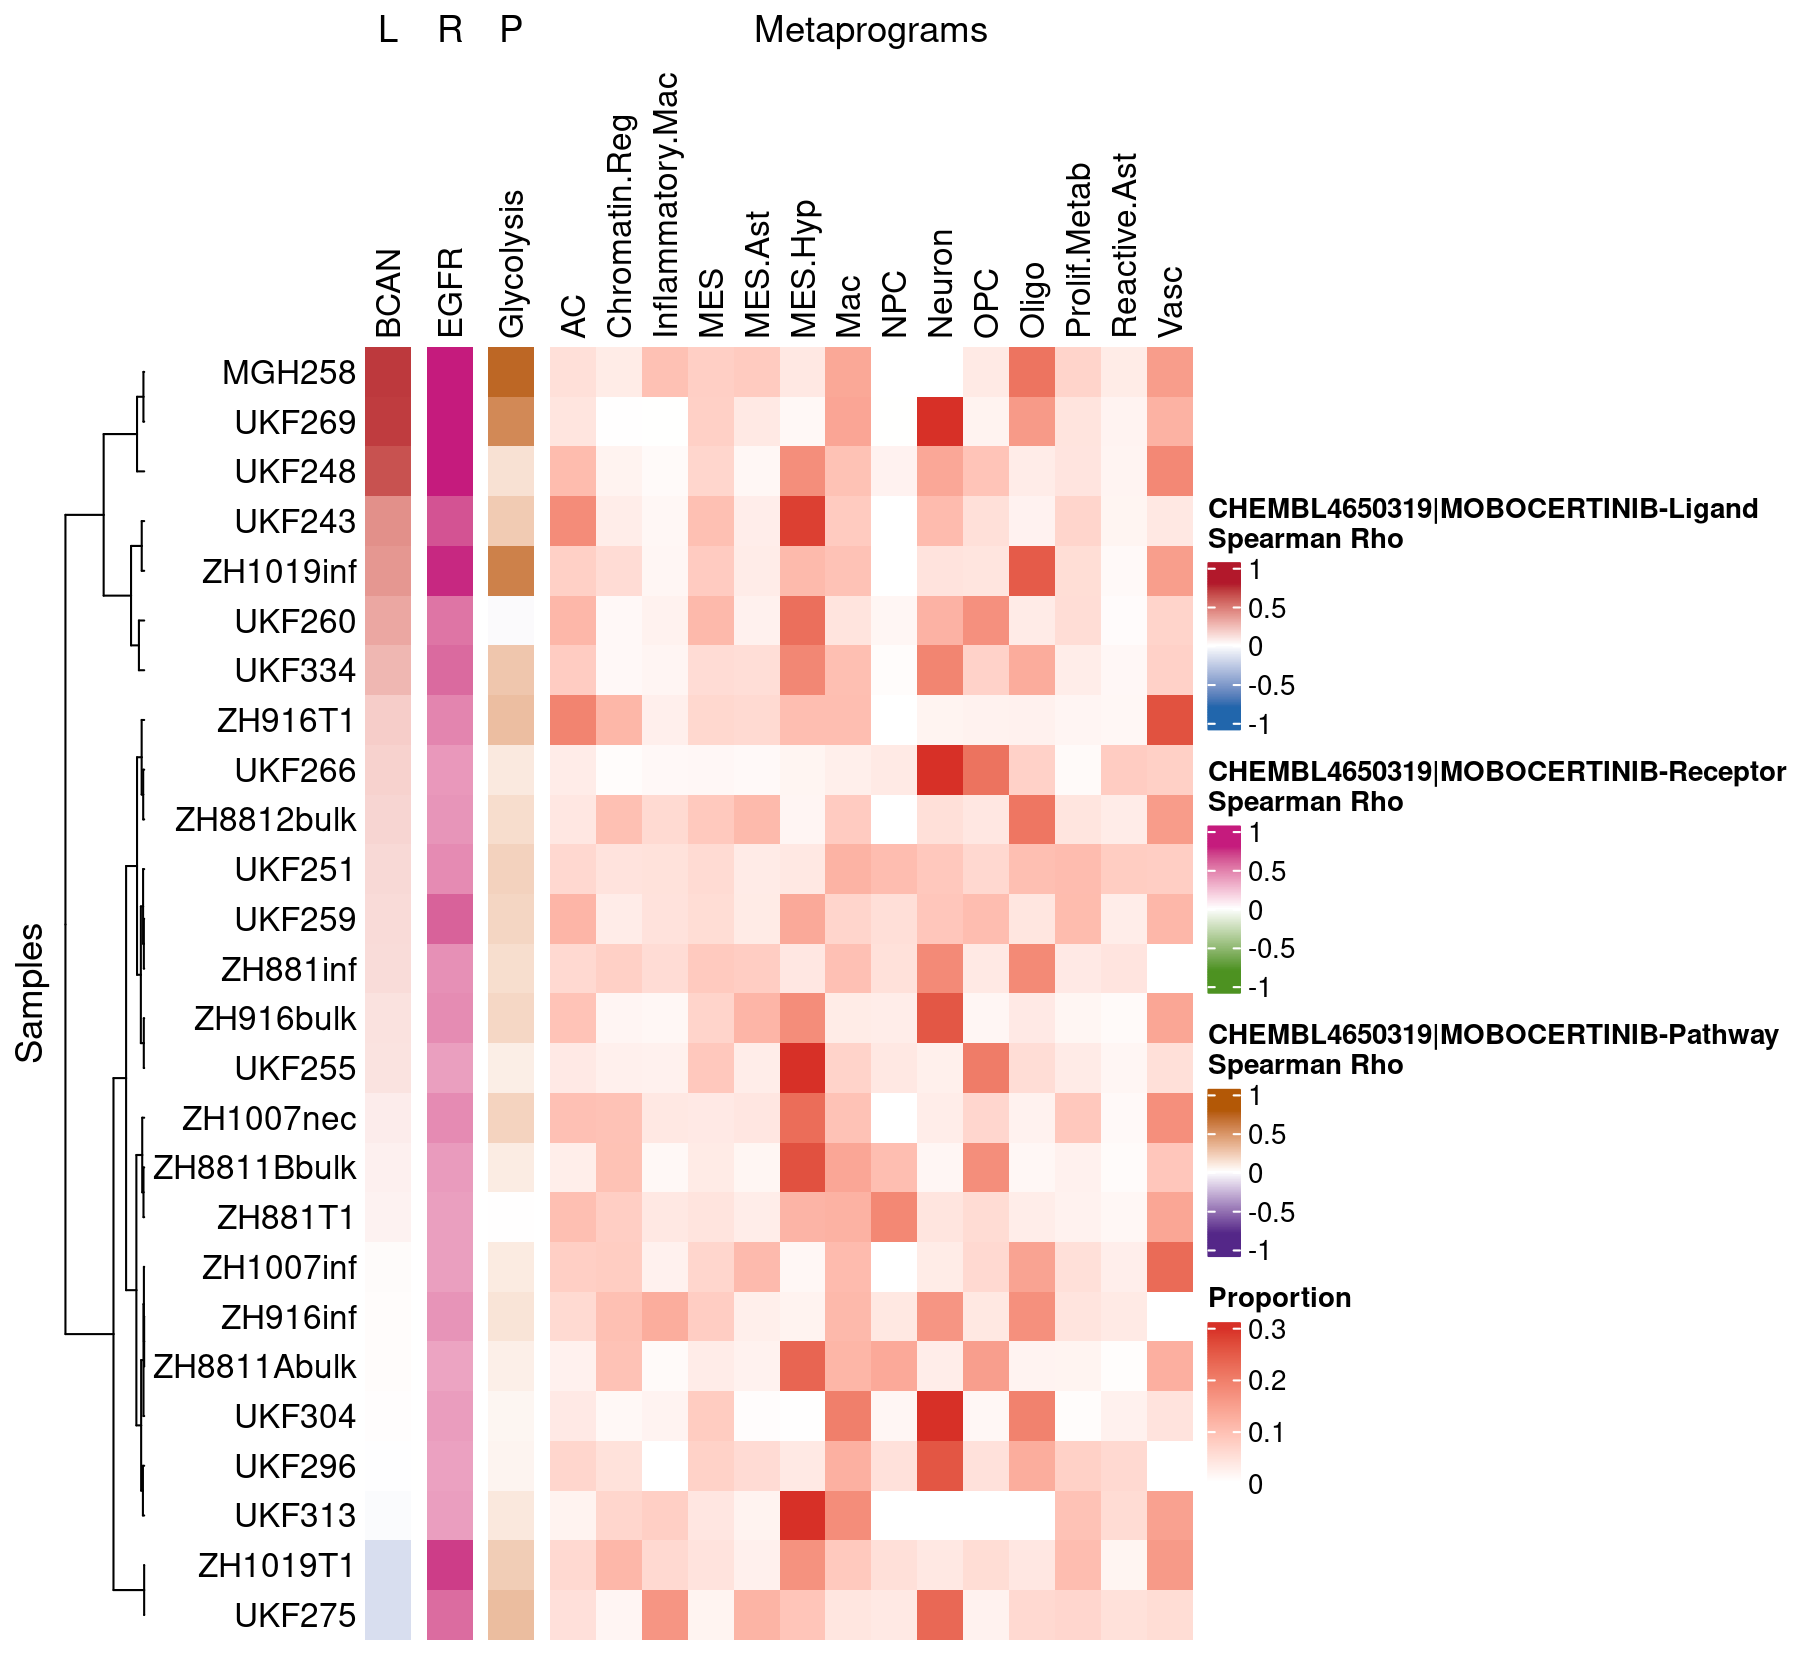 L R P Metaprograms
BCAN EGFR Glycolysis AC Chromatin.Reg Inflammatory.Mac MES MES.Ast MES.Hyp Mac NPC Neuron OPC Oligo Prolif.Metab Reactive.Ast Vasc
Samples
MGH258
UKF269
UKF248
UKF243
ZH1019inf
UKF260
UKF334
ZH916T1
UKF266
ZH8812bulk
UKF251
UKF259
ZH881inf
ZH916bulk
UKF255
ZH1007nec
ZH8811Bbulk
ZH881T1
ZH1007inf
ZH916inf
ZH8811Abulk
UKF304
UKF296
UKF313
ZH1019T1
UKF275
CHEMBL4650319|MOBOCERTINIB-Ligand
Spearman Rho
1
0.5
0
-0.5
-1
CHEMBL4650319|MOBOCERTINIB-Receptor
Spearman Rho
1
0.5
0
-0.5
-1
CHEMBL4650319|MOBOCERTINIB-Pathway
Spearman Rho
1
0.5
0
-0.5
-1
Proportion
0.3
0.2
0.1
0